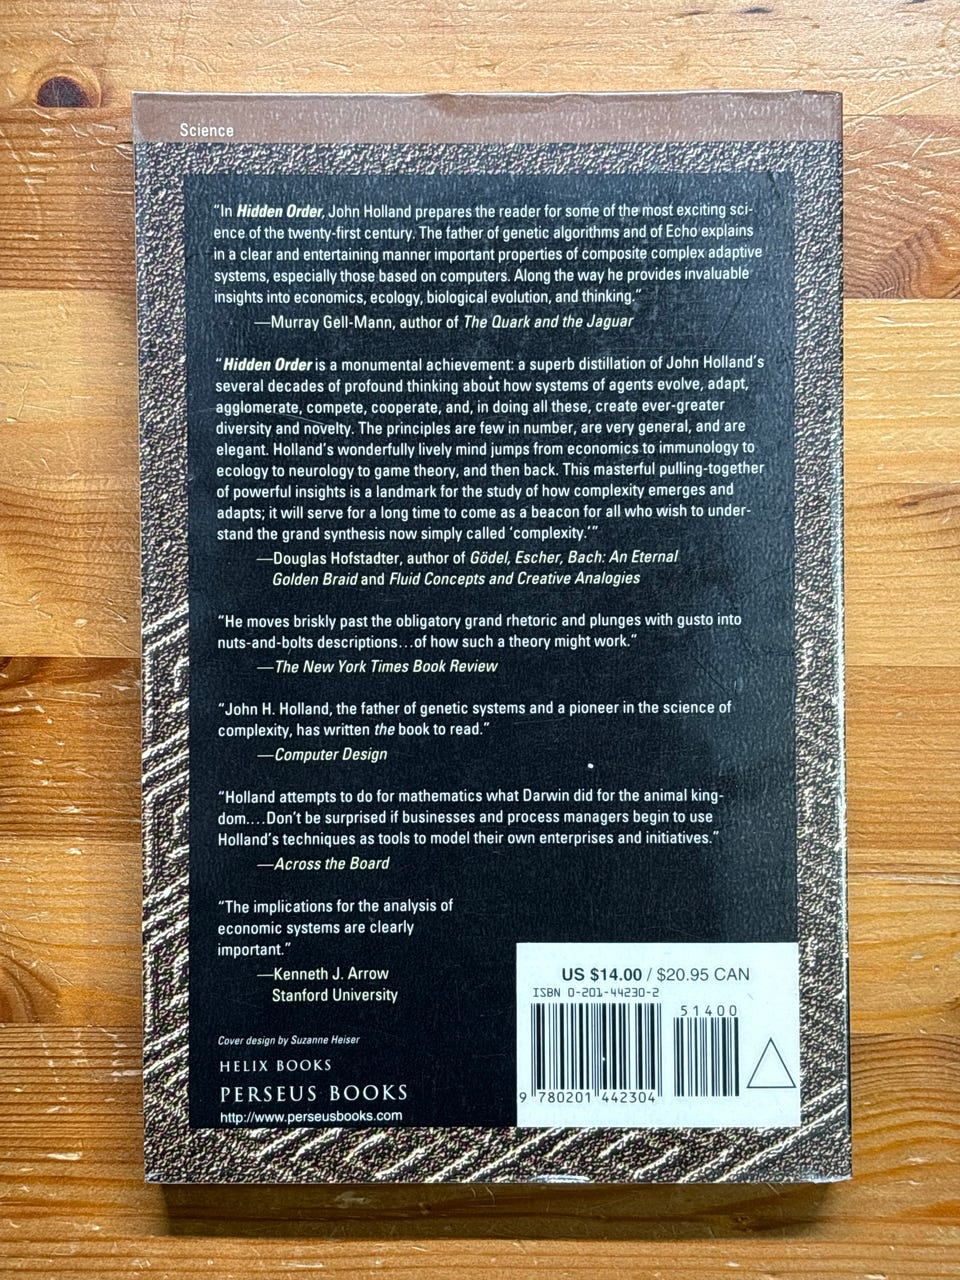 Science
“In Hidden Order, John Holland prepares the reader for some of the most exciting sci-
ence of the twenty-first century. The father of genetic algorithms and of Echo explains
in a clear and entertaining manner important properties of composite complex adaptive
systems, especially those based on computers. Along the way he provides invaluable
insights into economics, ecology, biological evolution, and thinking.”
—Murray Gell-Mann, author of The Quark and the Jaguar
“Hidden Order is a monumental achievement: a superb distillation of John Holland’s
several decades of profound thinking about how systems of agents evolve, adapt,
agglomerate, compete, cooperate, and, in doing all these, create ever-greater
diversity and novelty. The principles are few in number, are very general, and are
elegant. Holland’s wonderfully lively mind jumps from economics to immunology to
ecology to neurology to game theory, and then back. This masterful pulling-together
of powerful insights is a landmark for the study of how complexity emerges and
adapts; it will serve for a long time to come as a beacon for all who wish to under-
stand the grand synthesis now simply called ‘complexity.’”
—Douglas Hofstadter, author of Gödel, Escher, Bach: An Eternal
Golden Braid and Fluid Concepts and Creative Analogies
“He moves briskly past the obligatory grand rhetoric and plunges with gusto into
nuts-and-bolts descriptions...of how such a theory might work.”
—The New York Times Book Review
“John H. Holland, the father of genetic systems and a pioneer in the science of
complexity, has written the book to read.”
—Computer Design
“Holland attempts to do for mathematics what Darwin did for the animal king-
dom....Don’t be surprised if businesses and process managers begin to use
Holland’s techniques as tools to model their own enterprises and initiatives.”
—Across the Board
“The implications for the analysis of
economic systems are clearly
important.”
—Kenneth J. Arrow
Stanford University
Cover design by Suzanne Heiser
HELIX BOOKS
PERSEUS BOOKS
http://www.perseusbooks.com
US $14.00 / $20.95 CAN
ISBN 0-201-44230-2
51400
9 780201 442304